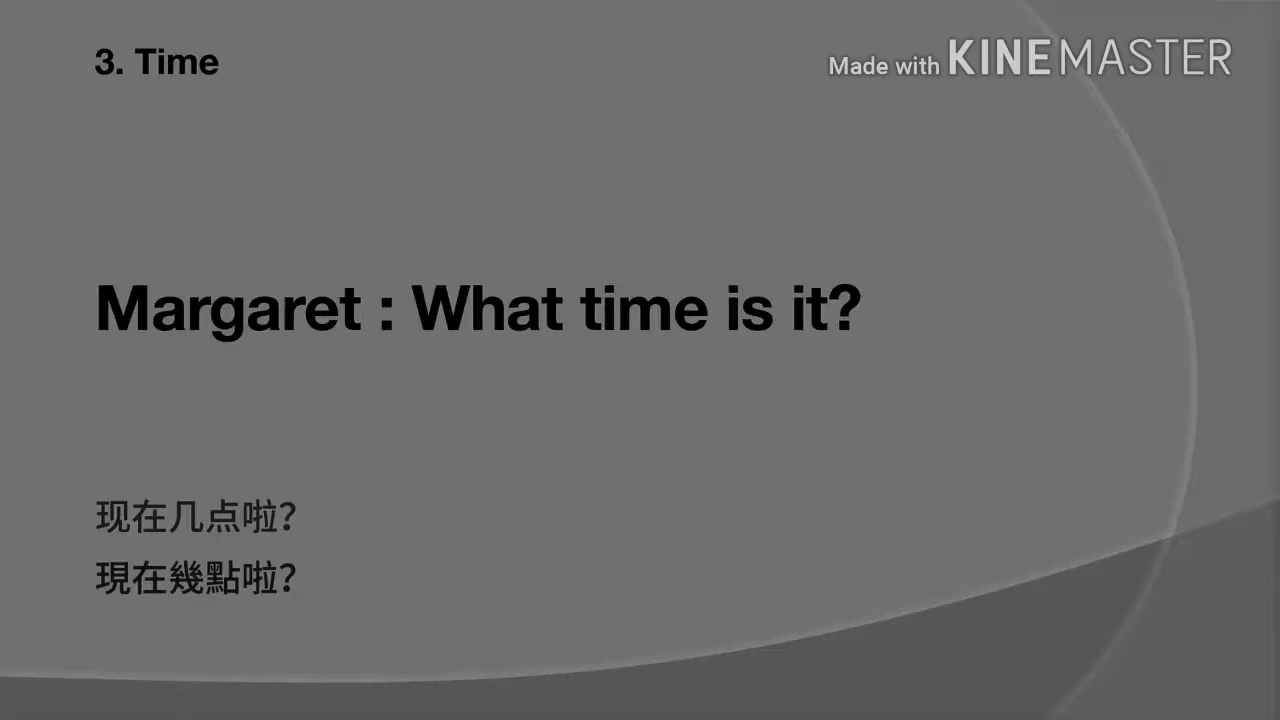 3. Time
Made with KINEMASTER
Margaret : What time is it?
现在几点啦？
現在幾點啦？